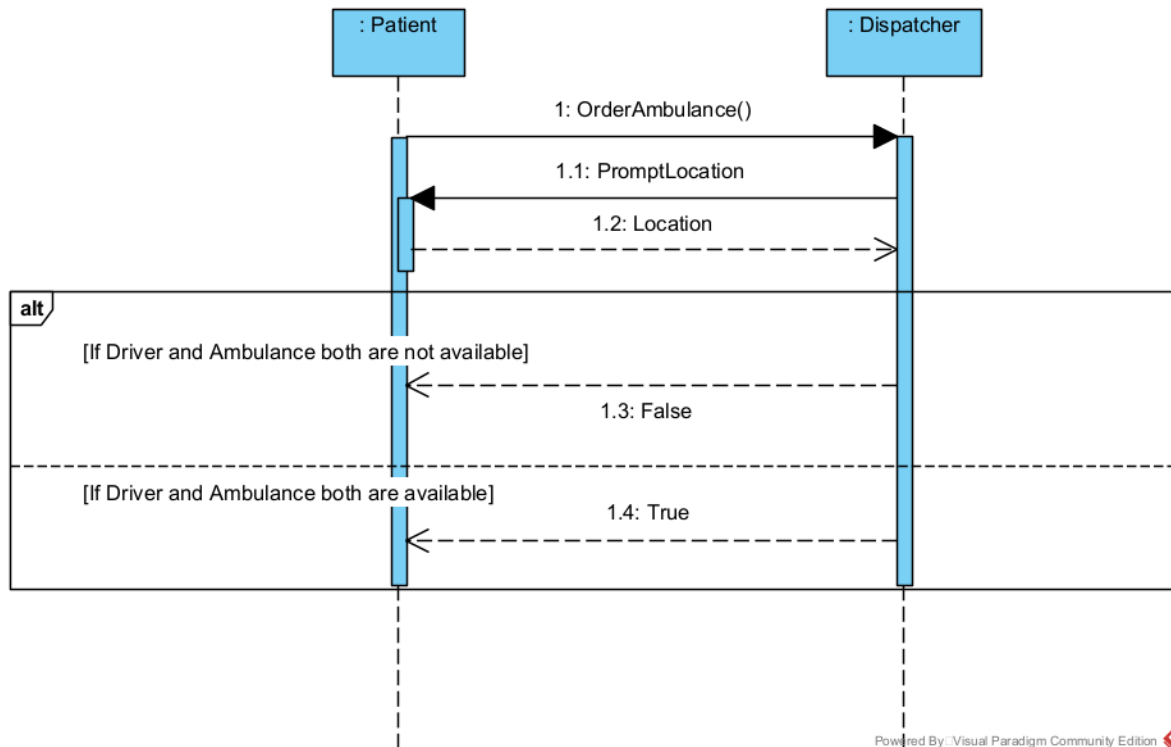 : Patient
: Dispatcher
1: OrderAmbulance()
1.1: PromptLocation
1.2: Location
alt
[If Driver and Ambulance both are not available]
1.3: False
[If Driver and Ambulance both are available]
1.4: True
Powered By Visual Paradigm Community Edition